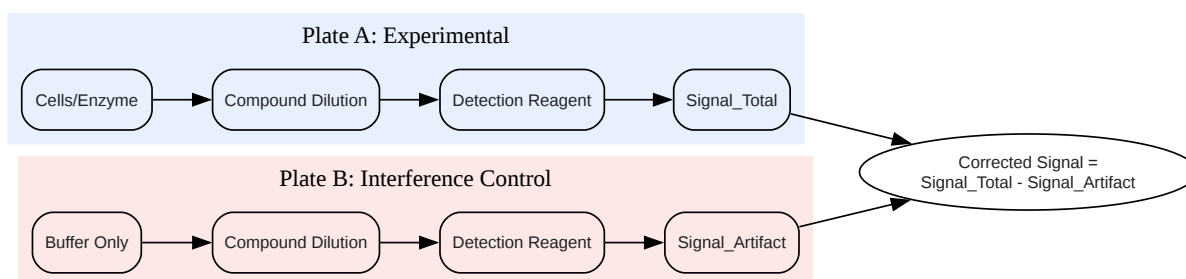 Plate A: Experimental
Cells/Enzyme
Compound Dilution
Detection Reagent
Signal_Total
Plate B: Interference Control
Buffer Only
Compound Dilution
Detection Reagent
Signal_Artifact
Corrected Signal =
Signal_Total - Signal_Artifact